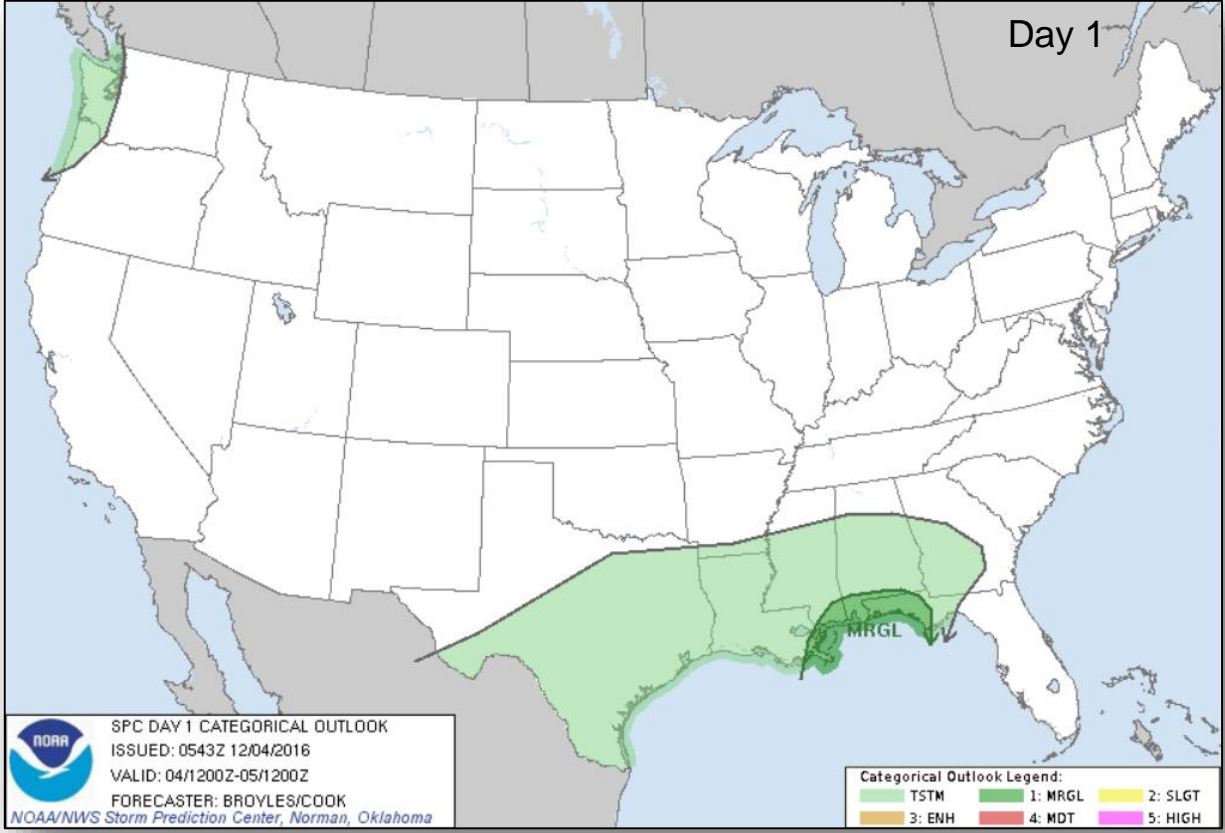 Day 1
MRGL
NOAA
SPC DAY 1 CATEGORICAL OUTLOOK
ISSUED: 0543Z 12/04/2016
VALID: 04/1200Z-05/1200Z
FORECASTER: BROYLES/COOK
NOAA/NWS Storm Prediction Center, Norman, Oklahoma
Categorical Outlook Legend:
TSTM 1: MRGL 2: SLGT
3: ENH 4: MDT 5: HIGH